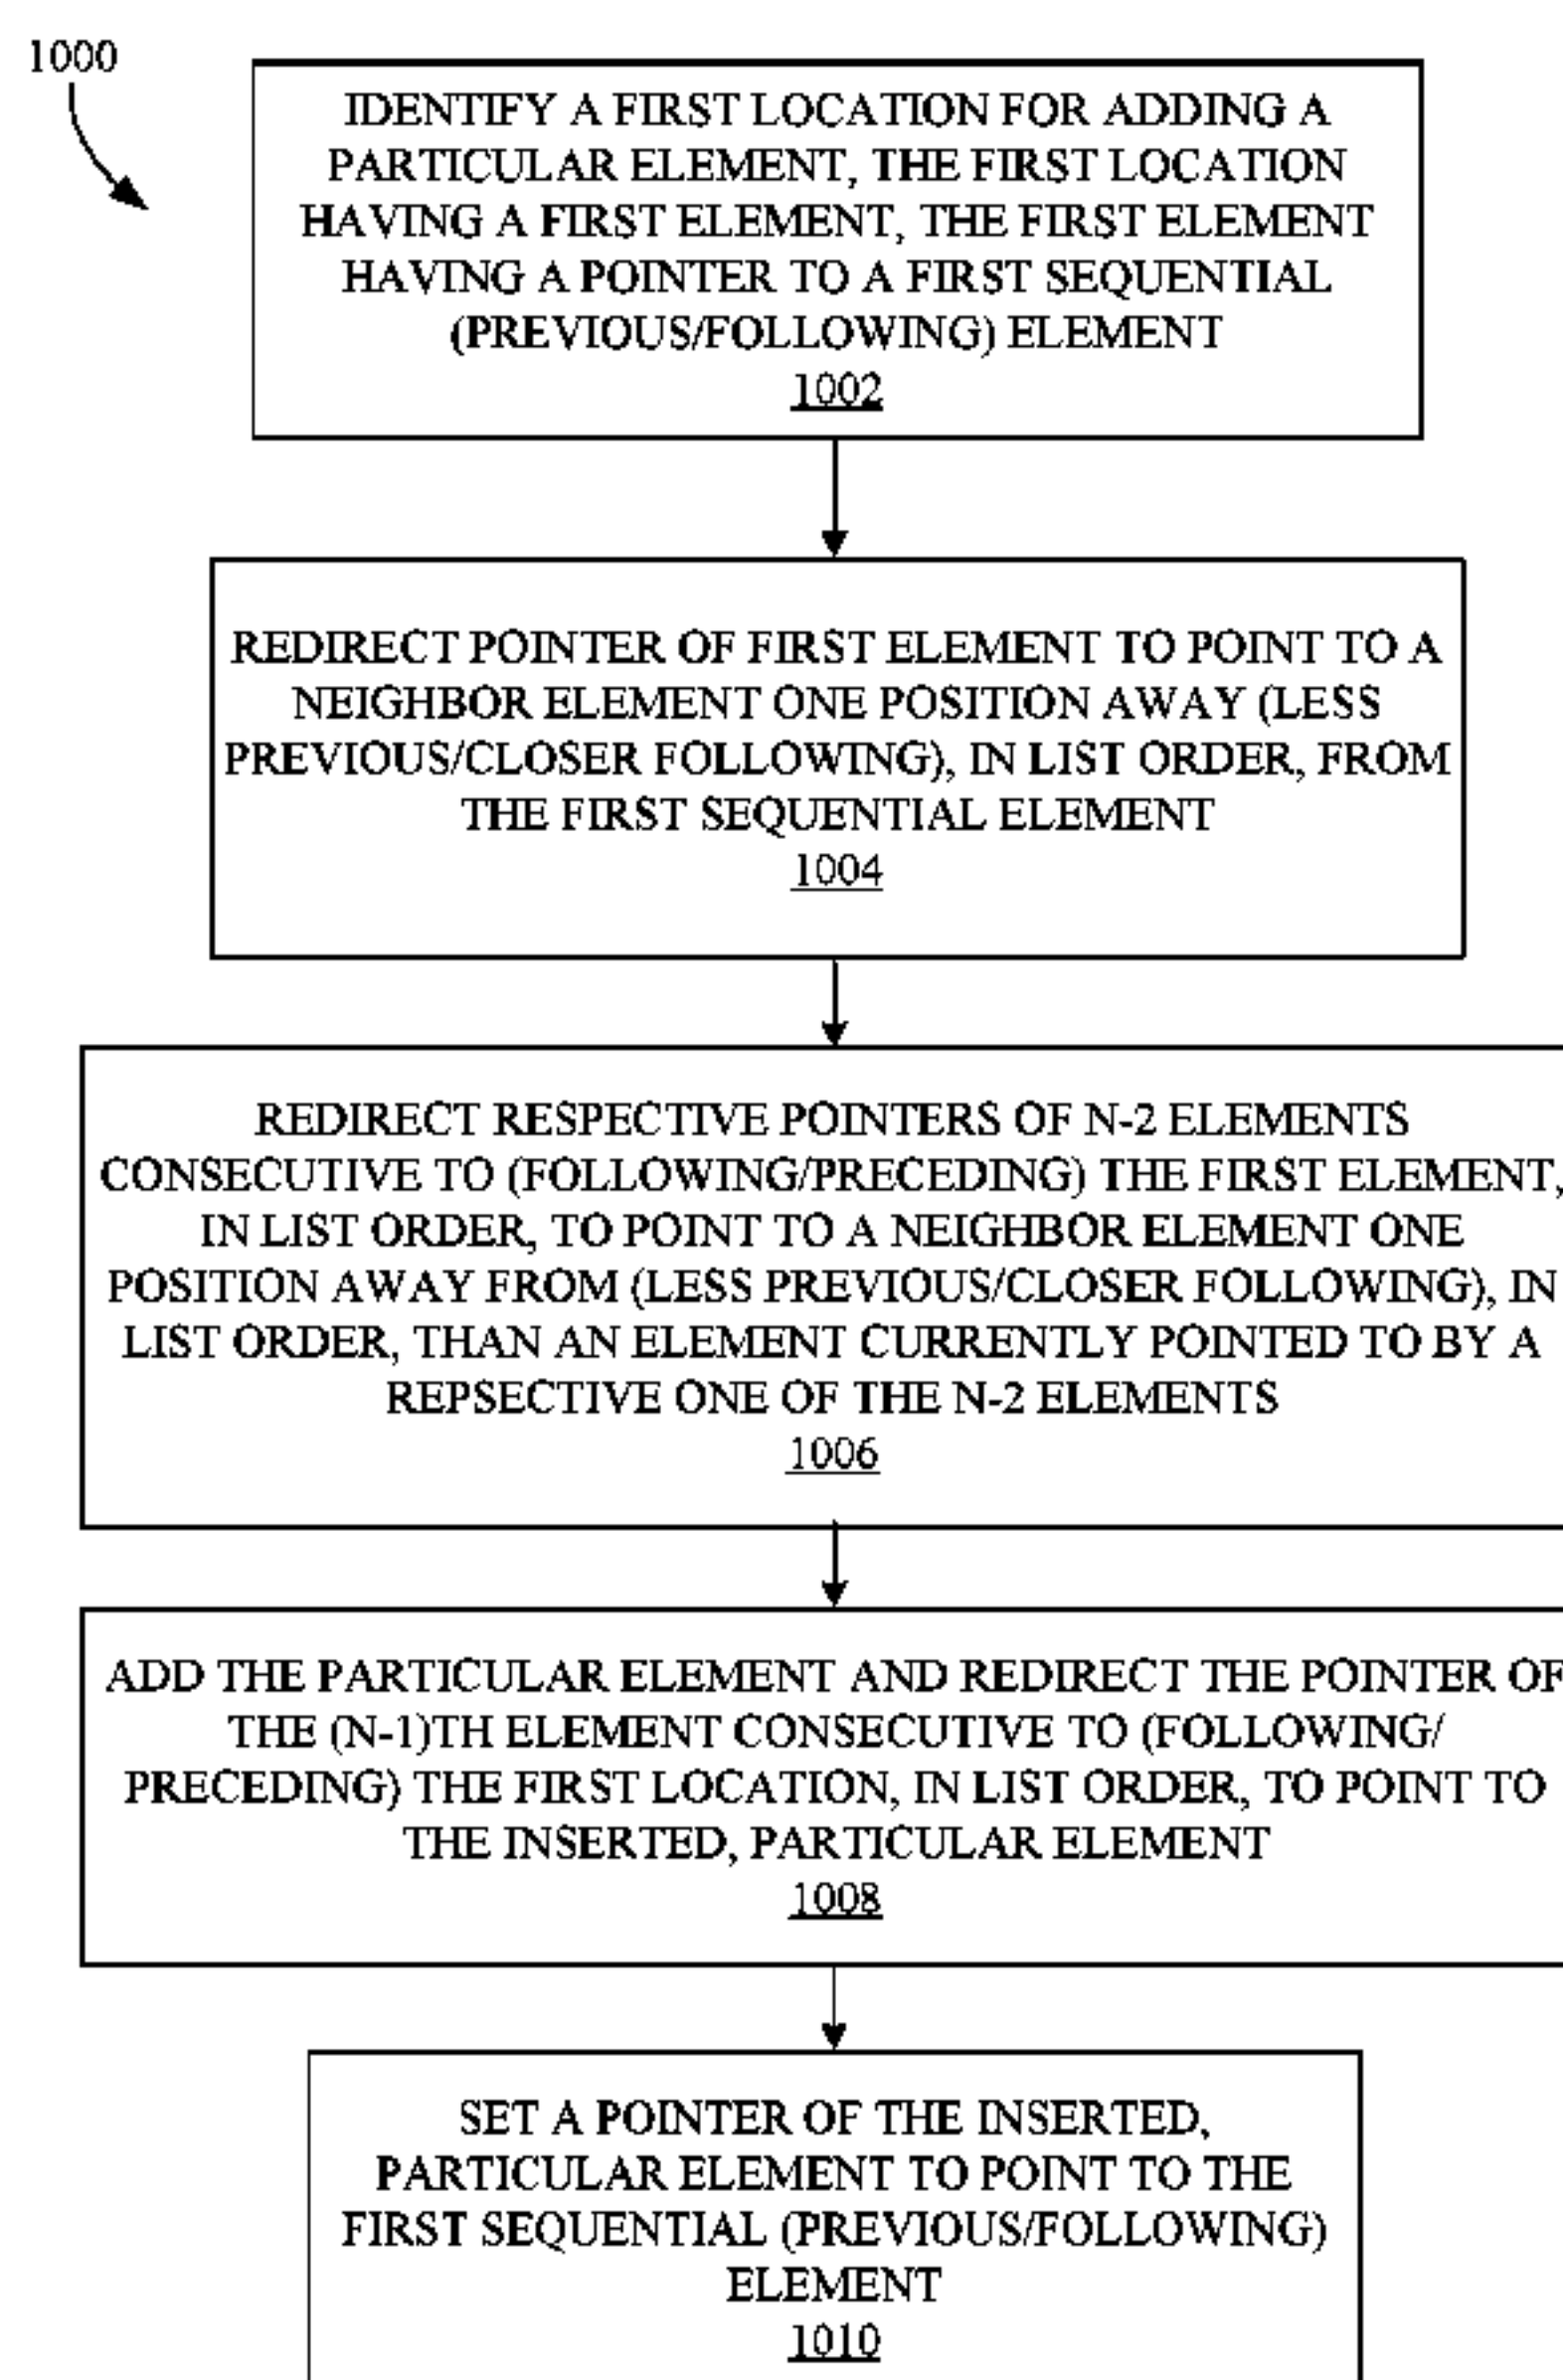 1000
IDENTIFY A FIRST LOCATION FOR ADDING A
PARTICULAR ELEMENT, THE FIRST LOCATION
HAVING A FIRST ELEMENT, THE FIRST ELEMENT
HAVING A POINTER TO A FIRST SEQUENTIAL
(PREVIOUS/FOLLOWING) ELEMENT
1002
REDIRECT POINTER OF FIRST ELEMENT TO POINT TO A
NEIGHBOR ELEMENT ONE POSITION AWAY (LESS
PREVIOUS/CLOSER FOLLOWING), IN LIST ORDER, FROM
THE FIRST SEQUENTIAL ELEMENT
1004
REDIRECT RESPECTIVE POINTERS OF N-2 ELEMENTS
CONSECUTIVE TO (FOLLOWING/PRECEDING) THE FIRST ELEMENT,
IN LIST ORDER, TO POINT TO A NEIGHBOR ELEMENT ONE
POSITION AWAY FROM (LESS PREVIOUS/CLOSER FOLLOWING), IN
LIST ORDER, THAN AN ELEMENT CURRENTLY POINTED TO BY A
REPSECTIVE ONE OF THE N-2 ELEMENTS
1006
ADD THE PARTICULAR ELEMENT AND REDIRECT THE POINTER OF
THE (N-1)TH ELEMENT CONSECUTIVE TO (FOLLOWING/
PRECEDING) THE FIRST LOCATION, IN LIST ORDER, TO POINT TO
THE INSERTED, PARTICULAR ELEMENT
1008
SET A POINTER OF THE INSERTED,
PARTICULAR ELEMENT TO POINT TO THE
FIRST SEQUENTIAL (PREVIOUS/FOLLOWING)
ELEMENT
1010